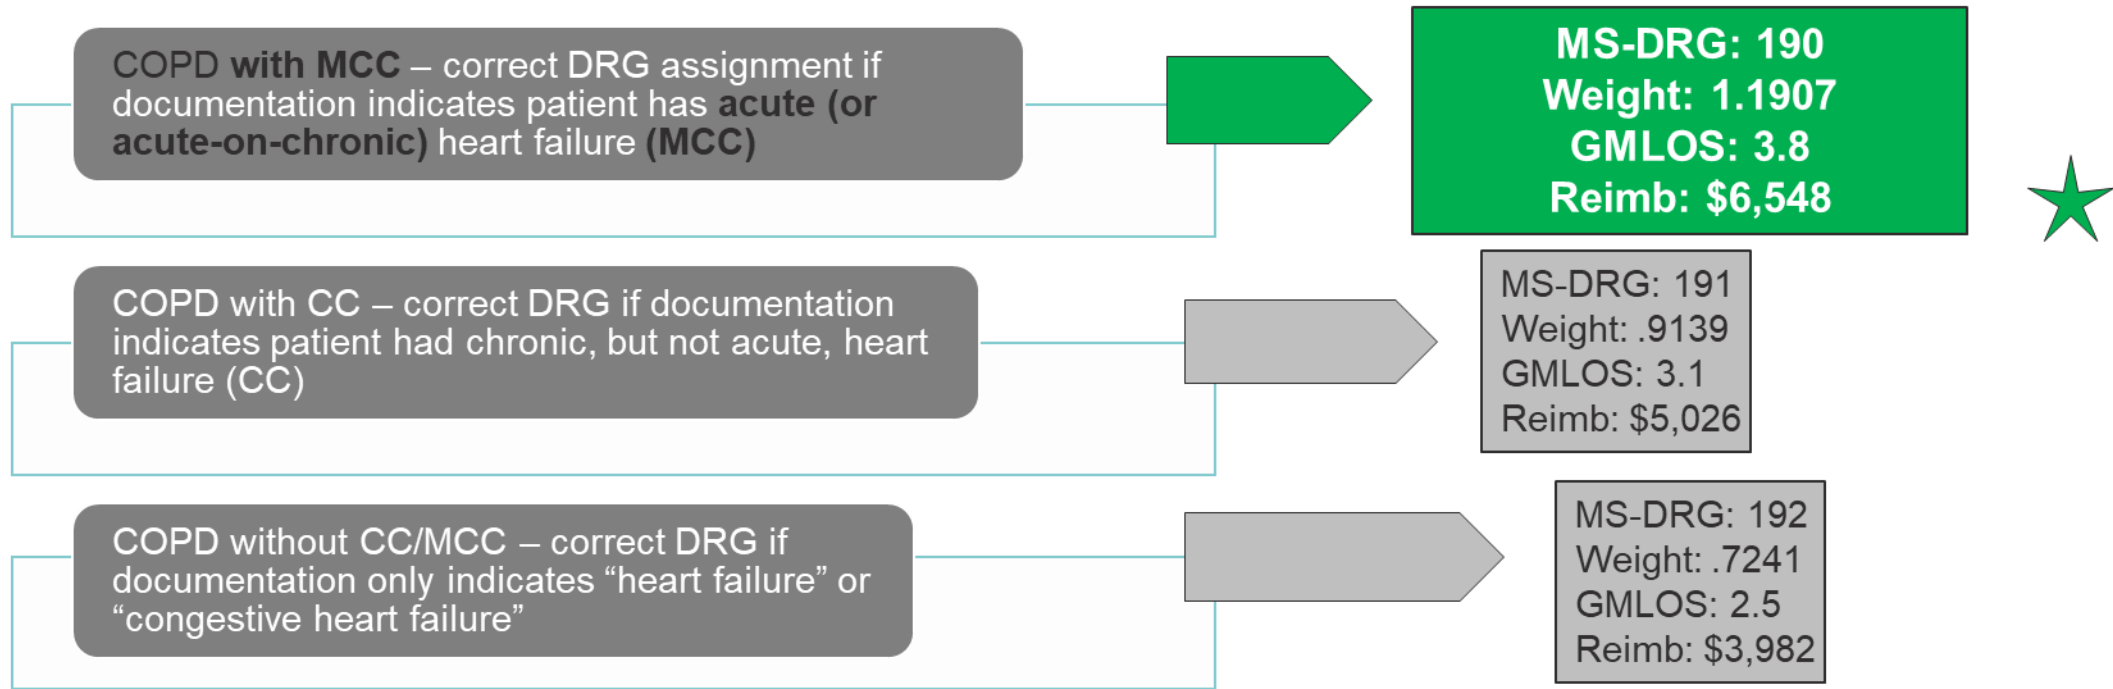 COPD with MCC – correct DRG assignment if
documentation indicates patient has acute (or
acute-on-chronic) heart failure (MCC)
MS-DRG: 190
Weight: 1.1907
GMLOS: 3.8
Reimb: $6,548
COPD with CC – correct DRG if documentation
indicates patient had chronic, but not acute, heart
failure (CC)
MS-DRG: 191
Weight: .9139
GMLOS: 3.1
Reimb: $5,026
COPD without CC/MCC – correct DRG if
documentation only indicates “heart failure” or
“congestive heart failure”
MS-DRG: 192
Weight: .7241
GMLOS: 2.5
Reimb: $3,982